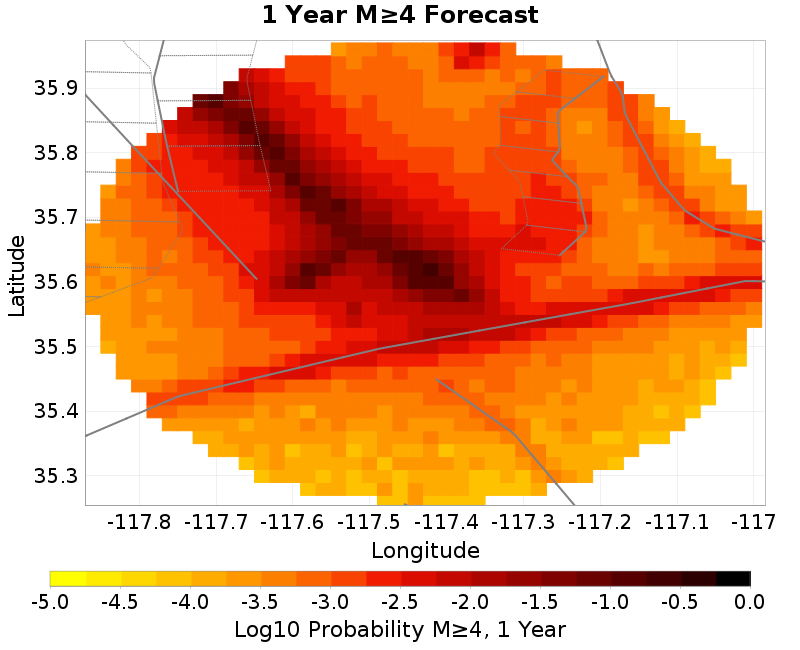 1 Year M≥4 Forecast
35.9
35.8
35.7
35.6
35.5
35.4
35.3
Latitude
-117.8 -117.7 -117.6 -117.5 -117.4 -117.3 -117.2 -117.1 -117
Longitude
-5.0 -4.5 -4.0 -3.5 -3.0 -2.5 -2.0 -1.5 -1.0 -0.5 0.0
Log10 Probability M≥4, 1 Year